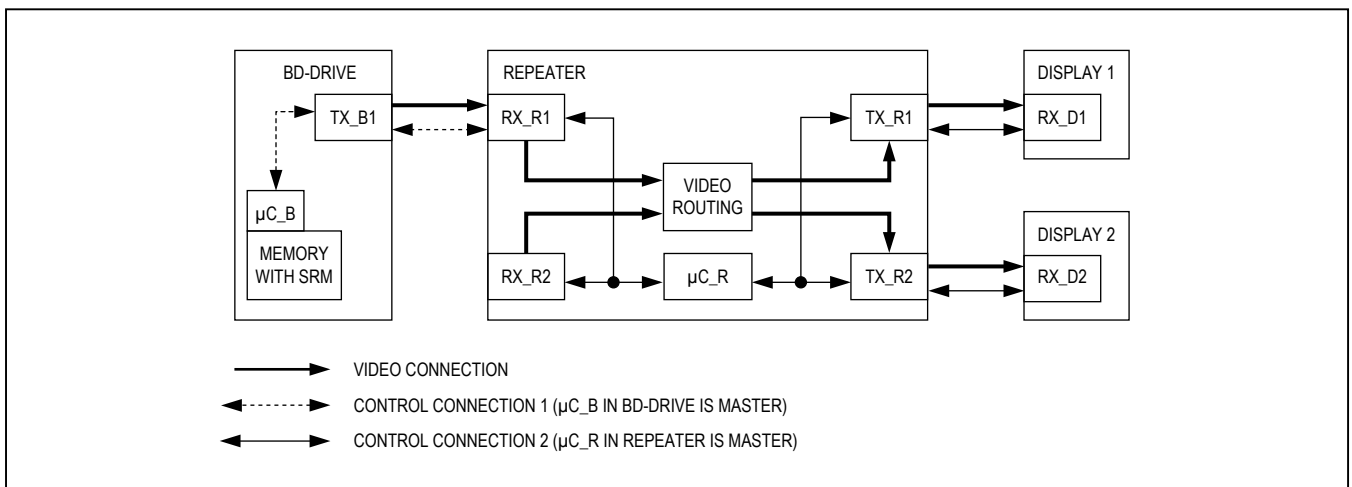 BD-DRIVE
TX_B1
µC_B
MEMORY
WITH SRM
REPEATER
RX_R1
RX_R2
VIDEO
ROUTING
µC_R
TX_R1
TX_R2
DISPLAY 1
RX_D1
DISPLAY 2
RX_D2
VIDEO CONNECTION
CONTROL CONNECTION 1 (µC_B IN BD-DRIVE IS MASTER)
CONTROL CONNECTION 2 (µC_R IN REPEATER IS MASTER)